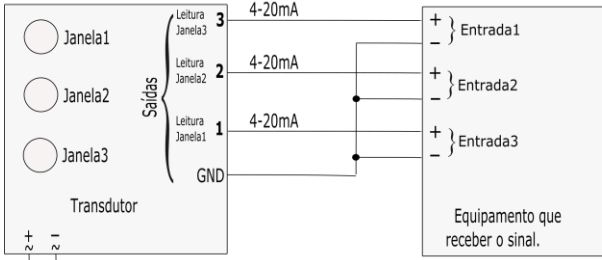 Janela1
Janela2
Janela3
Transdutor
+ −
~ ~
Saídas
Leitura
Janela3
3
Leitura
Janela2
2
Leitura
Janela1
1
GND
4-20mA
4-20mA
4-20mA
+
−
} Entrada1
+
−
} Entrada2
+
−
} Entrada3
Equipamento que
receber o sinal.